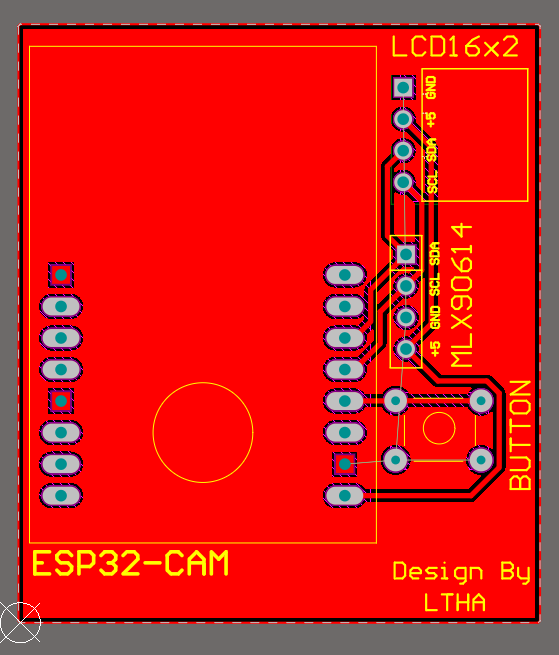 LCD16x2
GND
+5
SDA
SCL
SDA
SCL
GND
+5
MLX90614
BUTTON
ESP32-CAM
Design By
LTHA